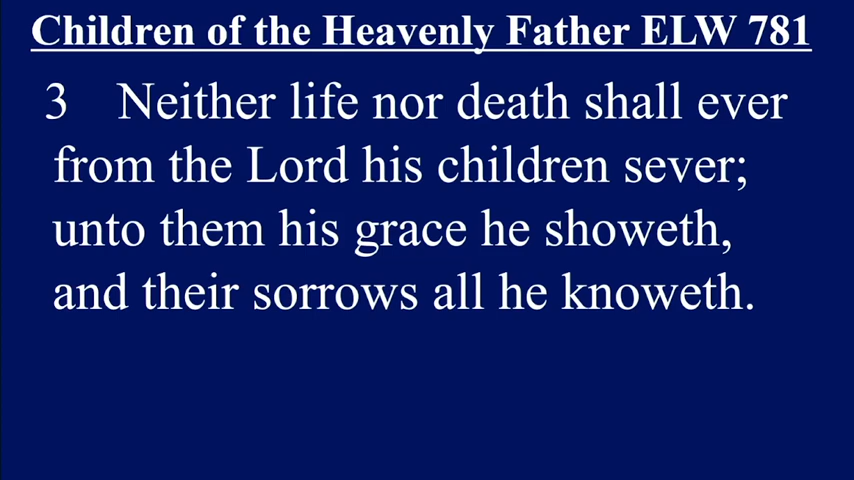 Children of the Heavenly Father ELW 781
3 Neither life nor death shall ever
from the Lord his children sever;
unto them his grace he showeth,
and their sorrows all he knoweth.